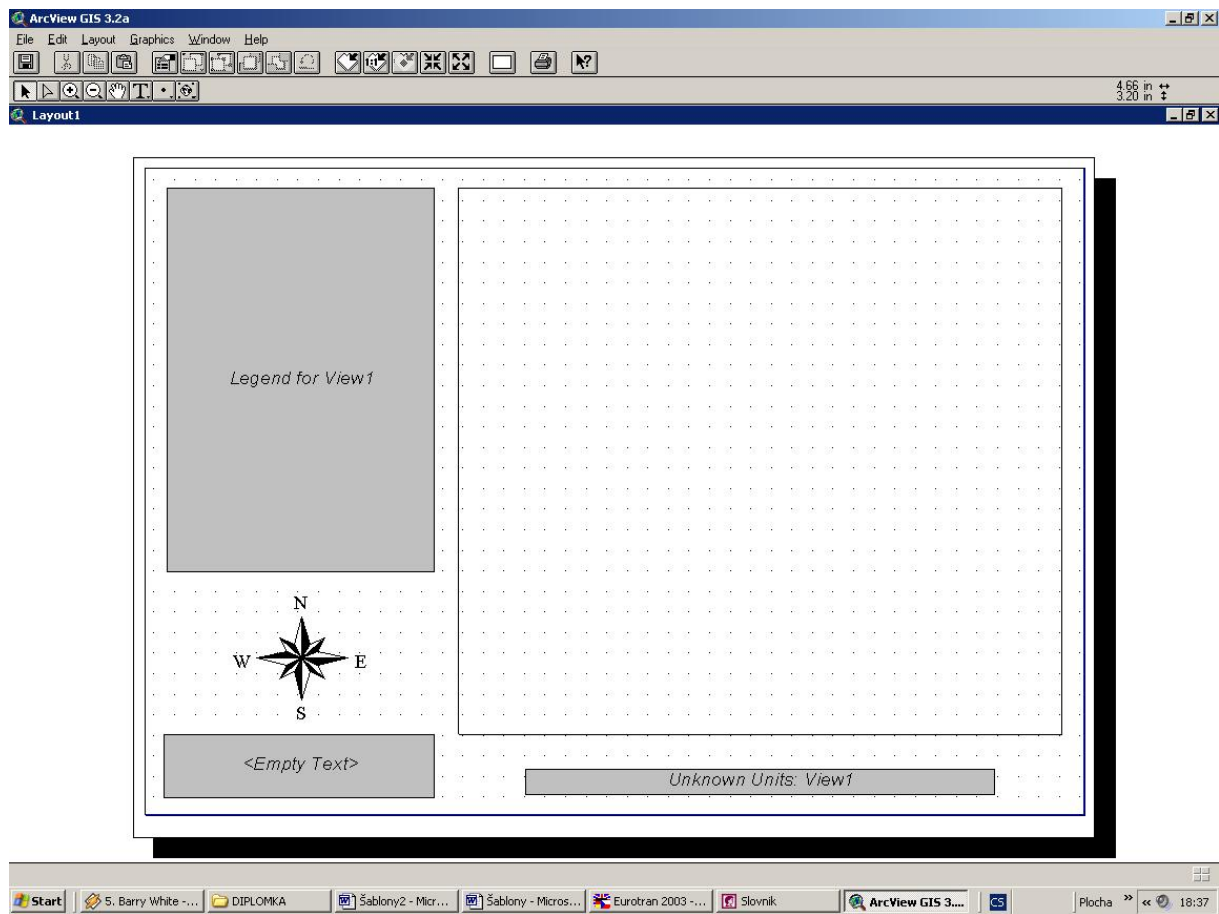 ArcView GIS 3.2a
File Edit Layout Graphics Window Help
4.66 in
3.20 in
Layout1
Legend for View1
N
W E
S
<Empty Text>
Unknown Units: View1
Start 5. Barry White -... DIPLOMKA Šablony2 - Micr... Šablony - Micros... Eurotran 2003 -... Slovnik ArcView GIS 3.... CS Plocha » « 18:37